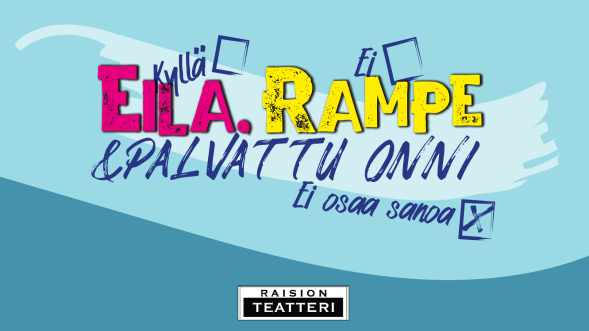 Kyllä
Ei
EILA, RAMPE
&PALVATTU ONNI
Ei osaa sanoa X
RAISION
TEATTERI